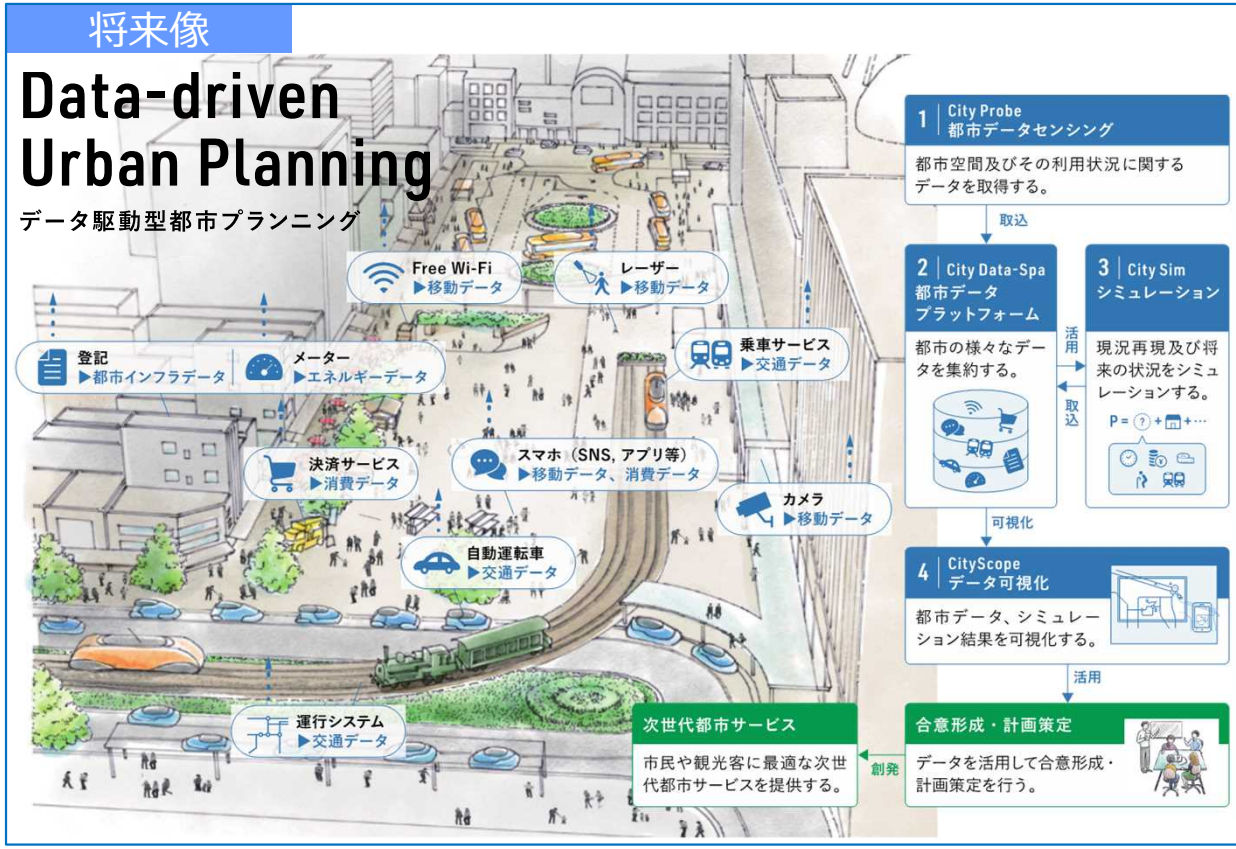 将来像
Data-driven
Urban Planning
データ駆動型都市プランニング
Free Wi-Fi
▶移動データ
レーザー
▶移動データ
登記
▶都市インフラデータ
メーター
▶エネルギーデータ
乗車サービス
▶交通データ
決済サービス
▶消費データ
スマホ（SNS, アプリ等）
▶移動データ、消費データ
カメラ
▶移動データ
自動運転車
▶交通データ
運行システム
▶交通データ
1 | City Probe
都市データセンシング
都市空間及びその利用状況に関する
データを取得する。
取込
2 | City Data-Spa
都市データ
プラットフォーム
都市の様々なデー
タを集約する。
活用
取込
3 | City Sim
シミュレーション
現況再現及び将
来の状況をシミュ
レーションする。
P = ? + + …
可視化
4 | CityScope
データ可視化
都市データ、シミュレー
ション結果を可視化する。
活用
合意形成・計画策定
データを活用して合意形成・
計画策定を行う。
創発
次世代都市サービス
市民や観光客に最適な次世
代都市サービスを提供する。